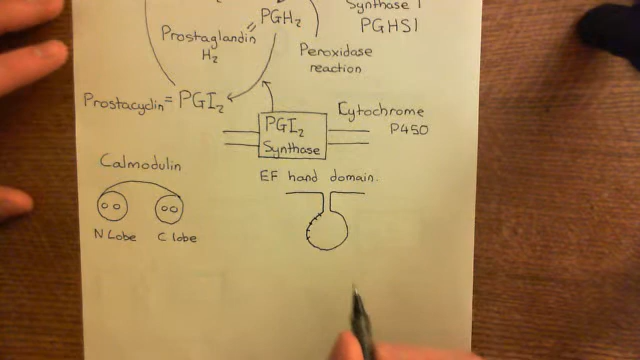 Synthase 1
PGHS1
PGH2
Prostaglandin
H2
=
Peroxidase
reaction
Prostacyclin = PGI2
Cytochrome
P450
PGI2
Synthase
Calmodulin
EF hand domain.
N Lobe
C lobe